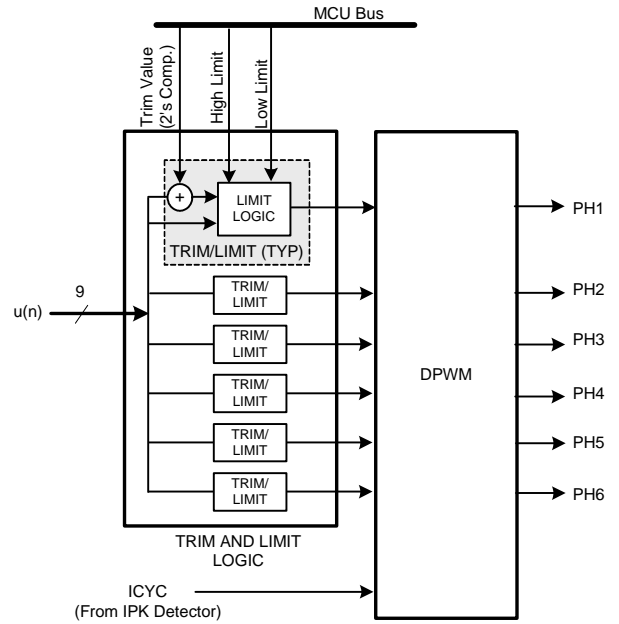 MCU Bus
Trim Value
(2's Comp.)
High Limit
Low Limit
+
LIMIT
LOGIC
TRIM/LIMIT (TYP)
PH1
9
u(n)
TRIM/
LIMIT
PH2
TRIM/
LIMIT
PH3
DPWM
TRIM/
LIMIT
PH4
TRIM/
LIMIT
PH5
TRIM/
LIMIT
PH6
TRIM AND LIMIT
LOGIC
ICYC
(From IPK Detector)